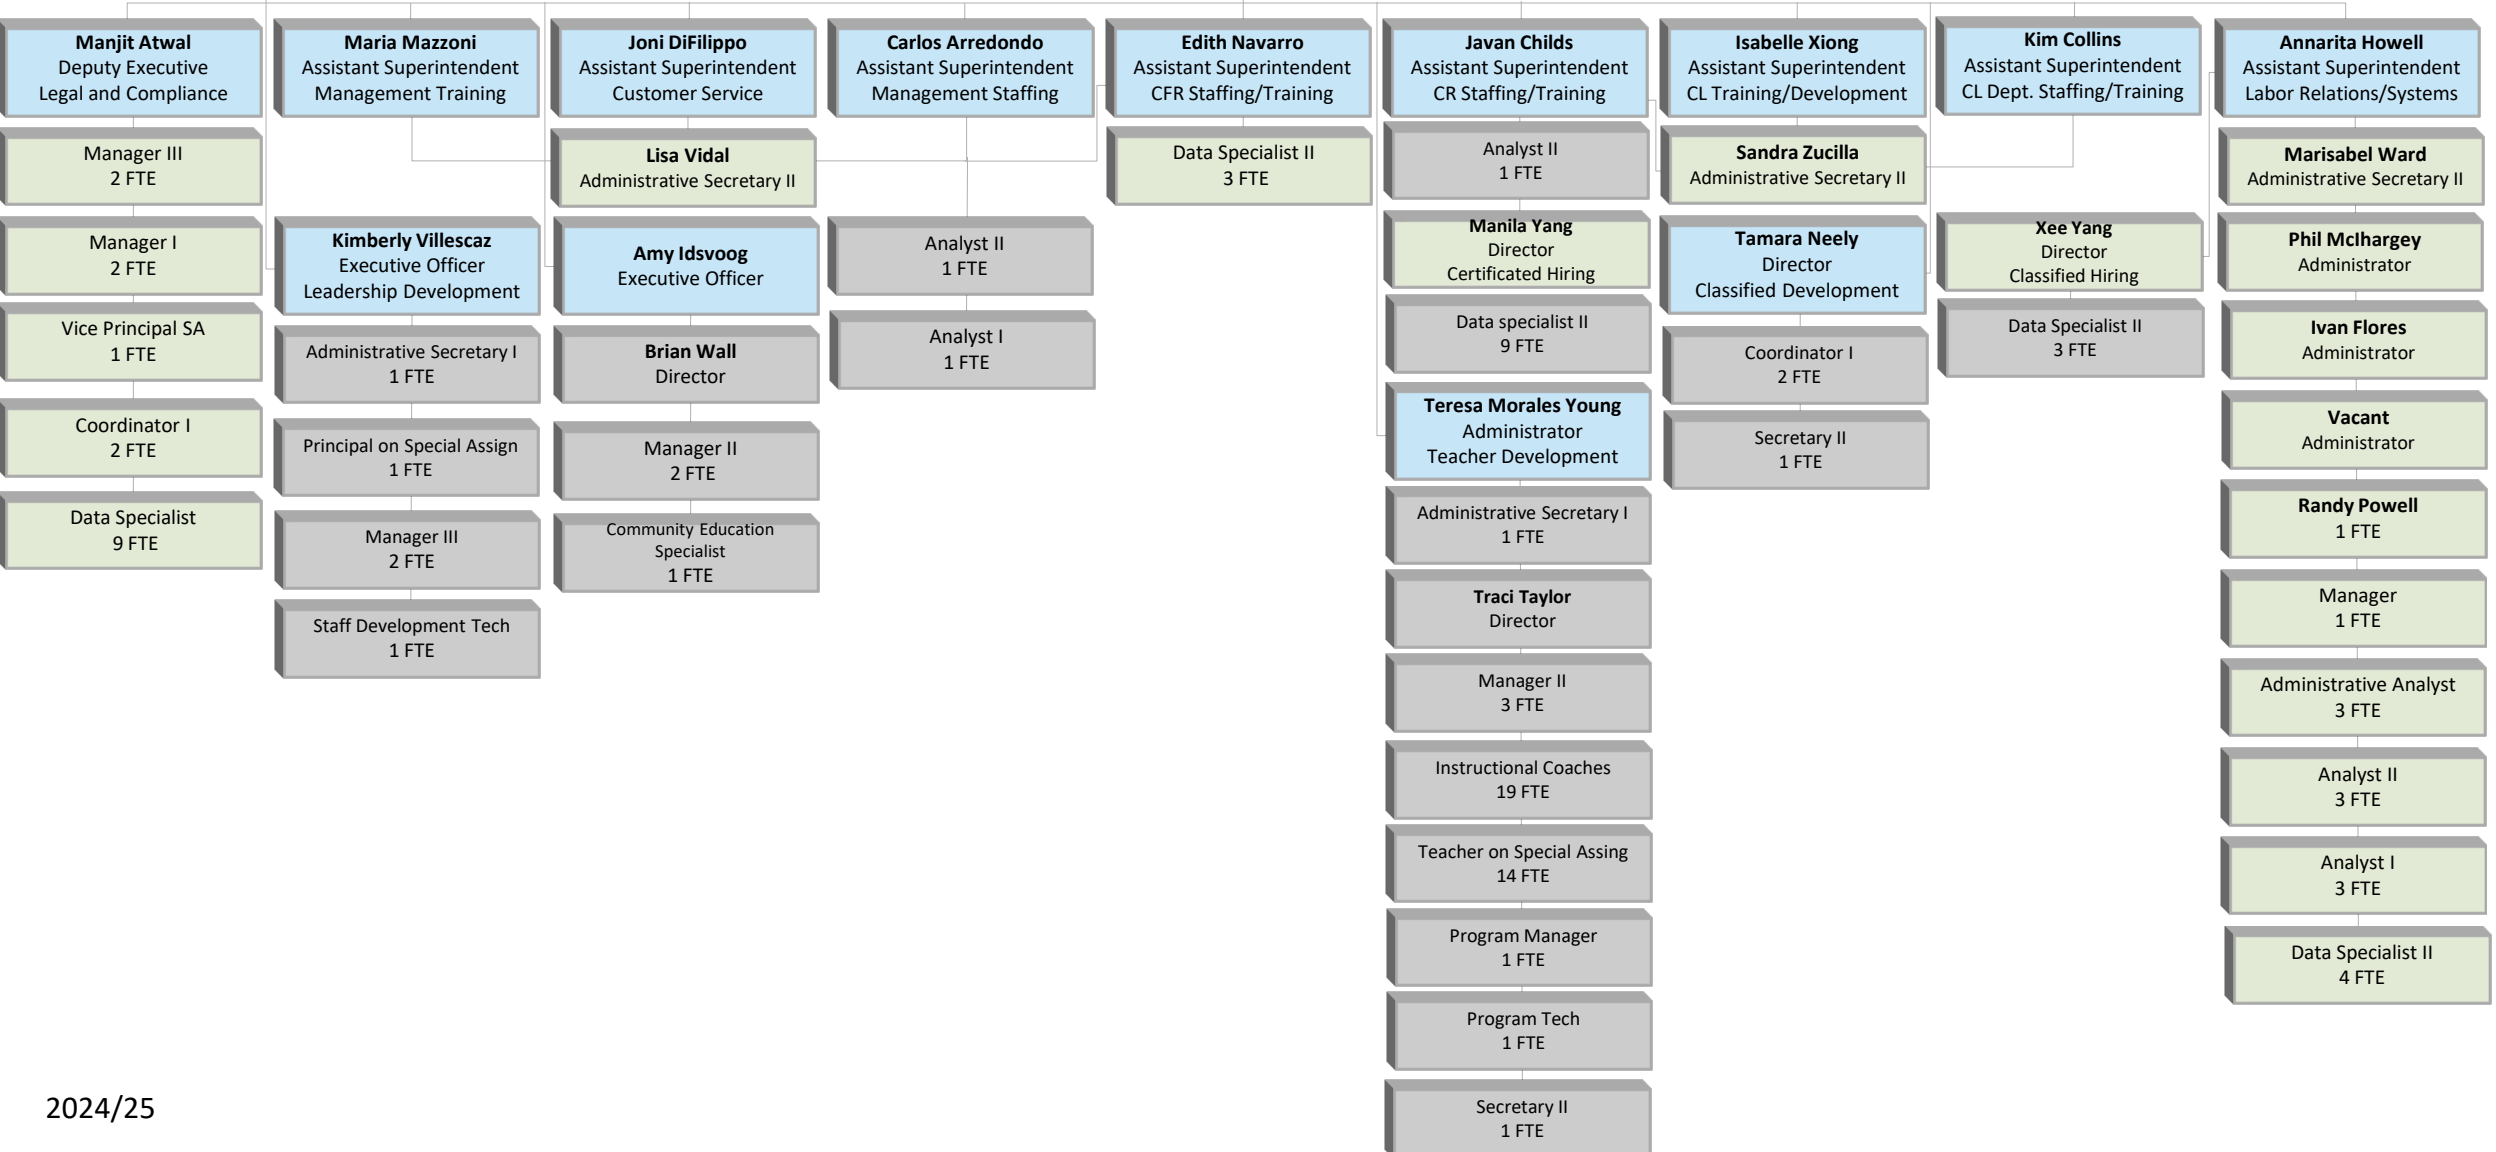 Manjit Atwal
Deputy Executive
Legal and Compliance
Manager III
2 FTE
Manager I
2 FTE
Vice Principal SA
1 FTE
Coordinator I
2 FTE
Data Specialist
9 FTE
Maria Mazzoni
Assistant Superintendent
Management Training
Kimberly Villescaz
Executive Officer
Leadership Development
Administrative Secretary I
1 FTE
Principal on Special Assign
1 FTE
Manager III
2 FTE
Staff Development Tech
1 FTE
Joni DiFilippo
Assistant Superintendent
Customer Service
Lisa Vidal
Administrative Secretary II
Amy Idsvoog
Executive Officer
Brian Wall
Director
Manager II
2 FTE
Community Education
Specialist
1 FTE
Carlos Arredondo
Assistant Superintendent
Management Staffing
Analyst II
1 FTE
Analyst I
1 FTE
Edith Navarro
Assistant Superintendent
CFR Staffing/Training
Data Specialist II
3 FTE
Javan Childs
Assistant Superintendent
CR Staffing/Training
Analyst II
1 FTE
Manila Yang
Director
Certificated Hiring
Data specialist II
9 FTE
Teresa Morales Young
Administrator
Teacher Development
Administrative Secretary I
1 FTE
Traci Taylor
Director
Manager II
3 FTE
Instructional Coaches
19 FTE
Teacher on Special Assing
14 FTE
Program Manager
1 FTE
Program Tech
1 FTE
Secretary II
1 FTE
Isabelle Xiong
Assistant Superintendent
CL Training/Development
Sandra Zucilla
Administrative Secretary II
Tamara Neely
Director
Classified Development
Coordinator I
2 FTE
Secretary II
1 FTE
Kim Collins
Assistant Superintendent
CL Dept. Staffing/Training
Xee Yang
Director
Classified Hiring
Data Specialist II
3 FTE
Annarita Howell
Assistant Superintendent
Labor Relations/Systems
Marisabel Ward
Administrative Secretary II
Phil McIhargey
Administrator
Ivan Flores
Administrator
Vacant
Administrator
Randy Powell
1 FTE
Manager
1 FTE
Administrative Analyst
3 FTE
Analyst II
3 FTE
Analyst I
3 FTE
Data Specialist II
4 FTE
2024/25